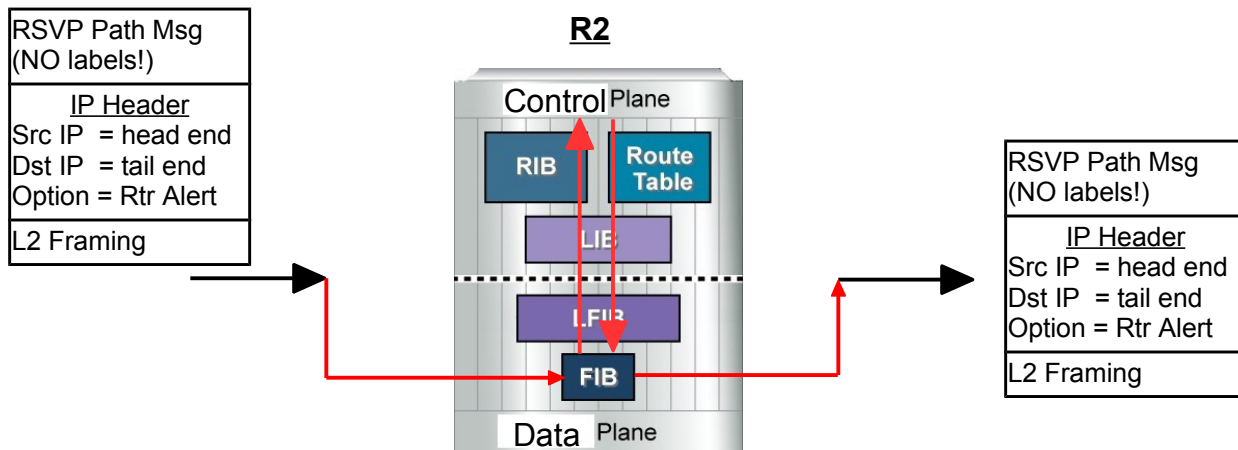 RSVP Path Msg
(NO labels!)
IP Header
Src IP = head end
Dst IP = tail end
Option = Rtr Alert
L2 Framing
R2
Control Plane
RIB
Route
Table
LIB
LFIB
FIB
Data Plane
RSVP Path Msg
(NO labels!)
IP Header
Src IP = head end
Dst IP = tail end
Option = Rtr Alert
L2 Framing